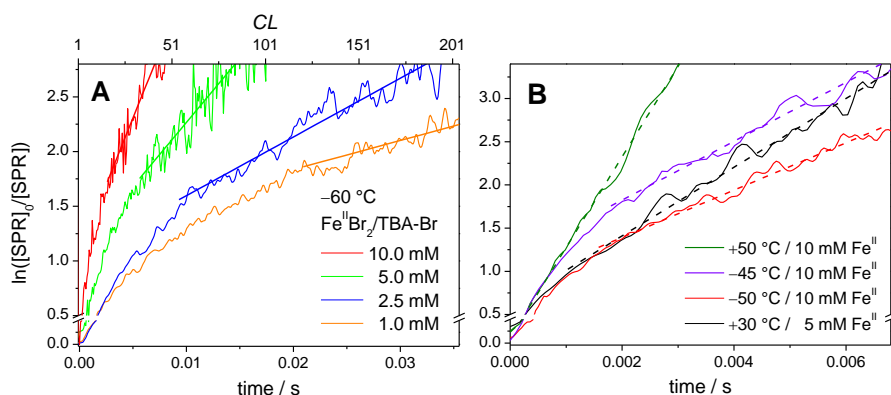 CL
1 51 101 151 201
A
2.5
2.0
1.5
1.0
0.5
0.0
ln([SPR]₀/[SPR])
−60 °C
FeᴵᴵBr₂/TBA-Br
10.0 mM
5.0 mM
2.5 mM
1.0 mM
0.00 0.01 0.02 0.03
time / s
B
3.0
2.5
2.0
1.5
1.0
0.5
0.0
+50 °C / 10 mM Feᴵᴵ
−45 °C / 10 mM Feᴵᴵ
−50 °C / 10 mM Feᴵᴵ
+30 °C / 5 mM Feᴵᴵ
0.000 0.002 0.004 0.006
time / s